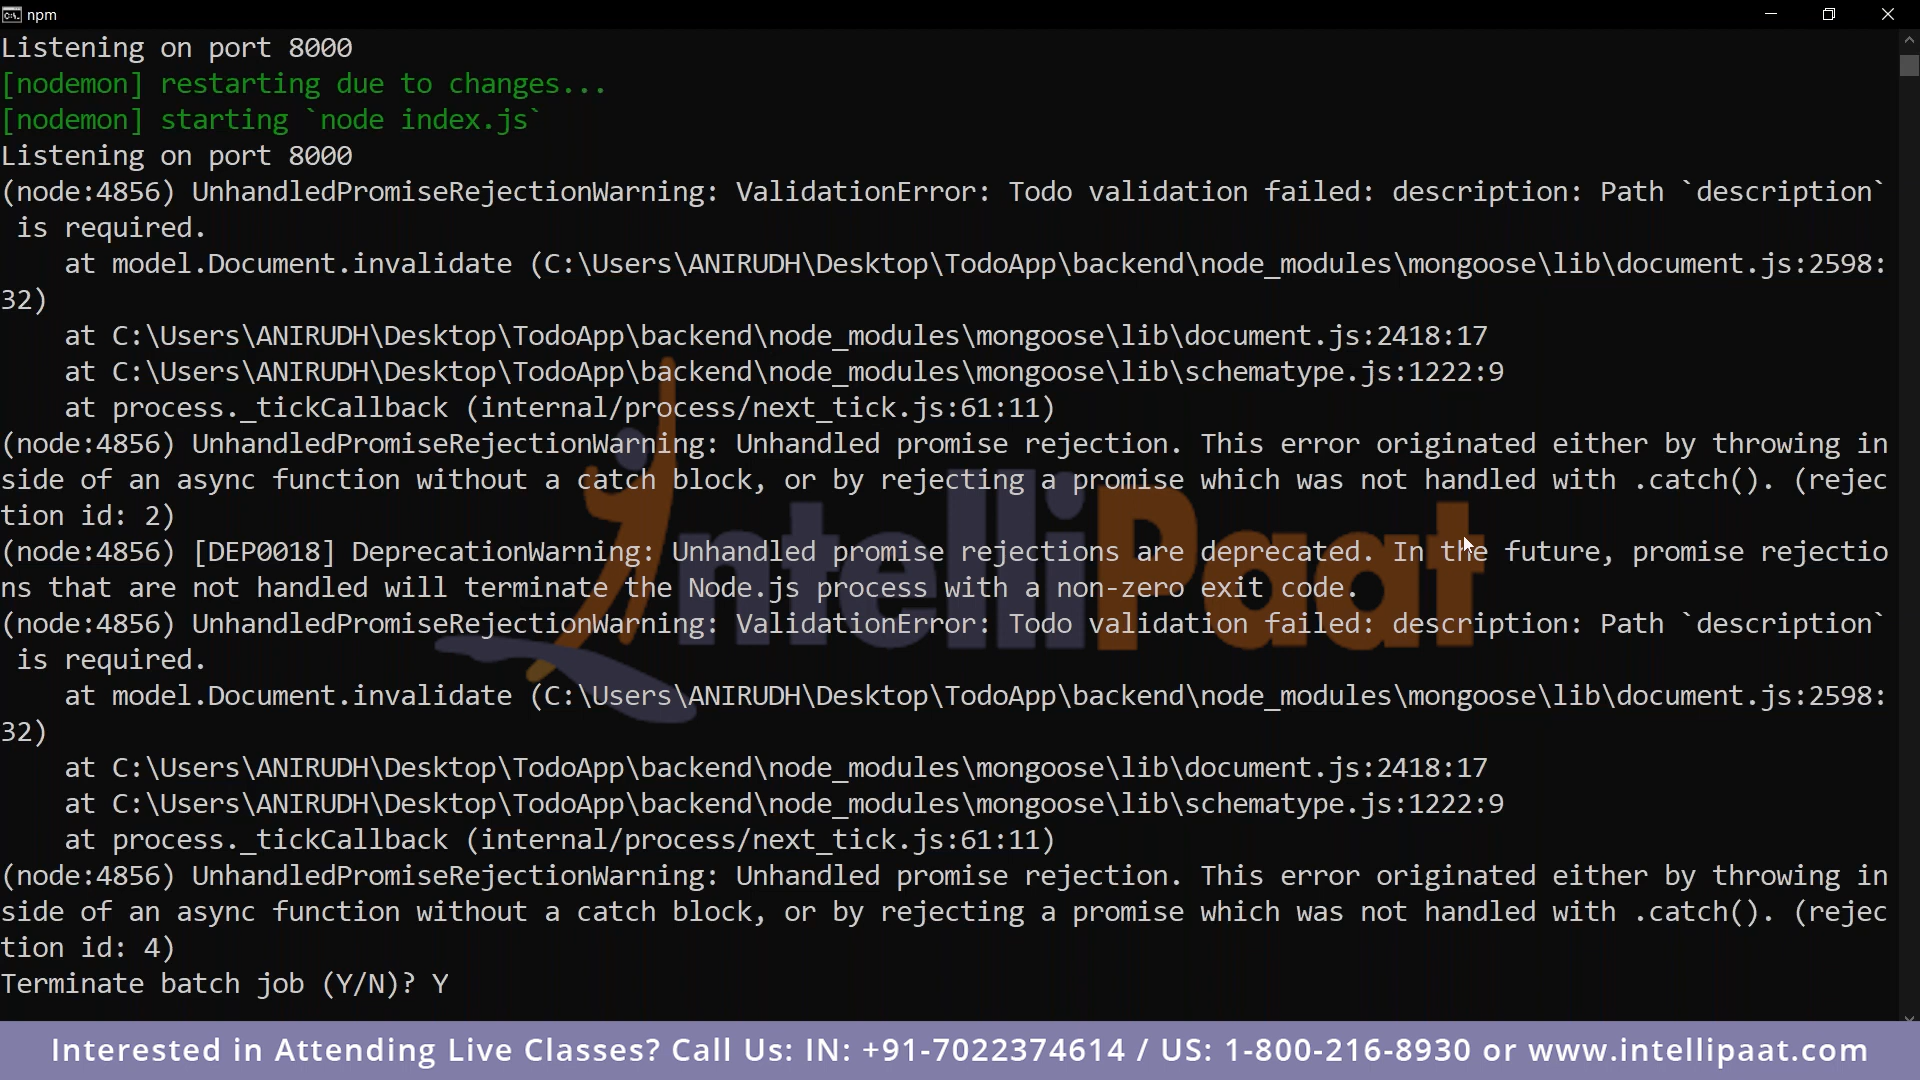 npm
Listening on port 8000
[nodemon] restarting due to changes...
[nodemon] starting `node index.js`
Listening on port 8000
(node:4856) UnhandledPromiseRejectionWarning: ValidationError: Todo validation failed: description: Path `description`
 is required.
    at model.Document.invalidate (C:\Users\ANIRUDH\Desktop\TodoApp\backend\node_modules\mongoose\lib\document.js:2598:
32)
    at C:\Users\ANIRUDH\Desktop\TodoApp\backend\node_modules\mongoose\lib\document.js:2418:17
    at C:\Users\ANIRUDH\Desktop\TodoApp\backend\node_modules\mongoose\lib\schematype.js:1222:9
    at process._tickCallback (internal/process/next_tick.js:61:11)
(node:4856) UnhandledPromiseRejectionWarning: Unhandled promise rejection. This error originated either by throwing in
side of an async function without a catch block, or by rejecting a promise which was not handled with .catch(). (rejec
tion id: 2)
(node:4856) [DEP0018] DeprecationWarning: Unhandled promise rejections are deprecated. In the future, promise rejectio
ns that are not handled will terminate the Node.js process with a non-zero exit code.
(node:4856) UnhandledPromiseRejectionWarning: ValidationError: Todo validation failed: description: Path `description`
 is required.
    at model.Document.invalidate (C:\Users\ANIRUDH\Desktop\TodoApp\backend\node_modules\mongoose\lib\document.js:2598:
32)
    at C:\Users\ANIRUDH\Desktop\TodoApp\backend\node_modules\mongoose\lib\document.js:2418:17
    at C:\Users\ANIRUDH\Desktop\TodoApp\backend\node_modules\mongoose\lib\schematype.js:1222:9
    at process._tickCallback (internal/process/next_tick.js:61:11)
(node:4856) UnhandledPromiseRejectionWarning: Unhandled promise rejection. This error originated either by throwing in
side of an async function without a catch block, or by rejecting a promise which was not handled with .catch(). (rejec
tion id: 4)
Terminate batch job (Y/N)? Y
IntelliPaat
Interested in Attending Live Classes? Call Us: IN: +91-7022374614 / US: 1-800-216-8930 or www.intellipaat.com